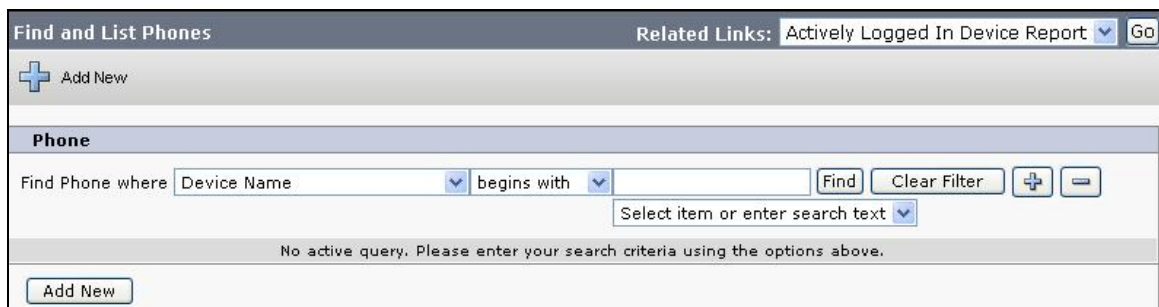 Find and List Phones Related Links: Actively Logged In Device Report Go
Add New
Phone
Find Phone where Device Name begins with Find Clear Filter
Select item or enter search text
No active query. Please enter your search criteria using the options above.
Add New